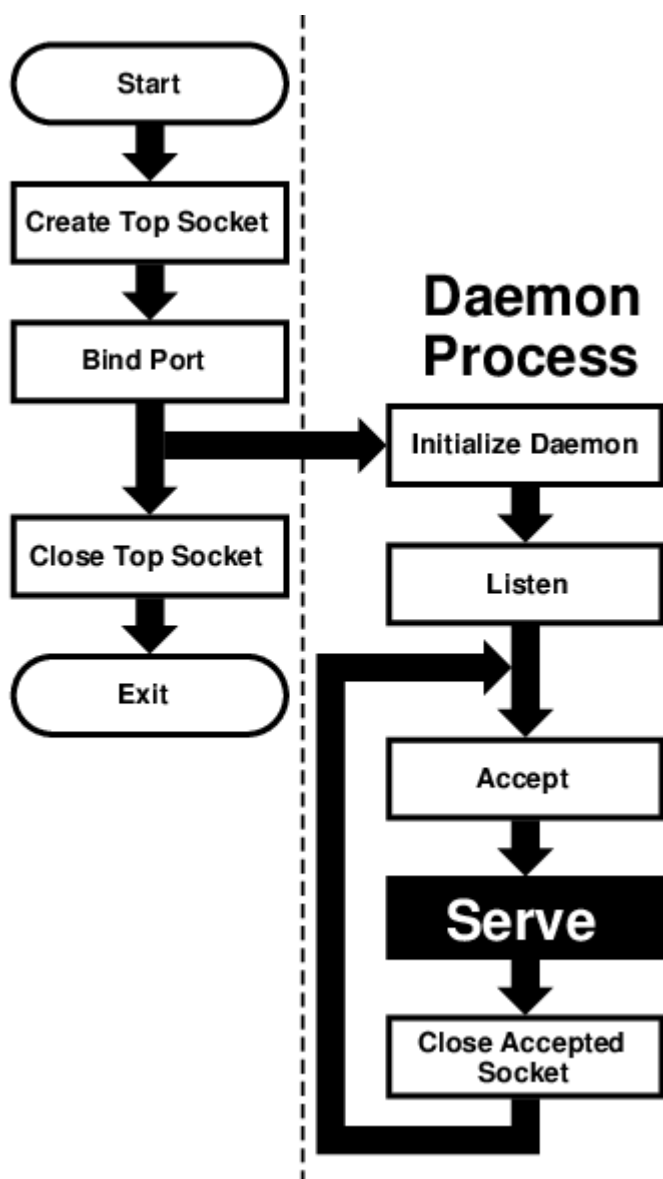 Start
Create Top Socket
Bind Port
Close Top Socket
Exit
Daemon
Process
Initialize Daemon
Listen
Accept
Serve
Close Accepted
Socket